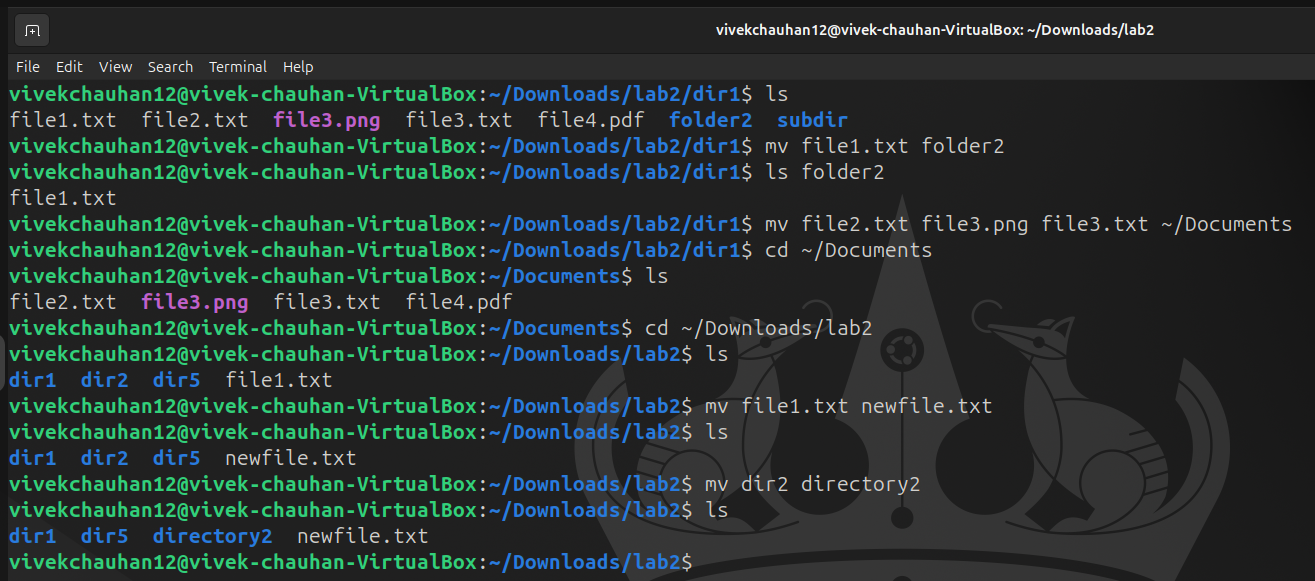 vivekchauhan12@vivek-chauhan-VirtualBox: ~/Downloads/lab2
File Edit View Search Terminal Help
vivekchauhan12@vivek-chauhan-VirtualBox:~/Downloads/lab2/dir1$ ls
file1.txt  file2.txt  file3.png  file3.txt  file4.pdf  folder2  subdir
vivekchauhan12@vivek-chauhan-VirtualBox:~/Downloads/lab2/dir1$ mv file1.txt folder2
vivekchauhan12@vivek-chauhan-VirtualBox:~/Downloads/lab2/dir1$ ls folder2
file1.txt
vivekchauhan12@vivek-chauhan-VirtualBox:~/Downloads/lab2/dir1$ mv file2.txt file3.png file3.txt ~/Documents
vivekchauhan12@vivek-chauhan-VirtualBox:~/Downloads/lab2/dir1$ cd ~/Documents
vivekchauhan12@vivek-chauhan-VirtualBox:~/Documents$ ls
file2.txt  file3.png  file3.txt  file4.pdf
vivekchauhan12@vivek-chauhan-VirtualBox:~/Documents$ cd ~/Downloads/lab2
vivekchauhan12@vivek-chauhan-VirtualBox:~/Downloads/lab2$ ls
dir1  dir2  dir5  file1.txt
vivekchauhan12@vivek-chauhan-VirtualBox:~/Downloads/lab2$ mv file1.txt newfile.txt
vivekchauhan12@vivek-chauhan-VirtualBox:~/Downloads/lab2$ ls
dir1  dir2  dir5  newfile.txt
vivekchauhan12@vivek-chauhan-VirtualBox:~/Downloads/lab2$ mv dir2 directory2
vivekchauhan12@vivek-chauhan-VirtualBox:~/Downloads/lab2$ ls
dir1  dir5  directory2  newfile.txt
vivekchauhan12@vivek-chauhan-VirtualBox:~/Downloads/lab2$